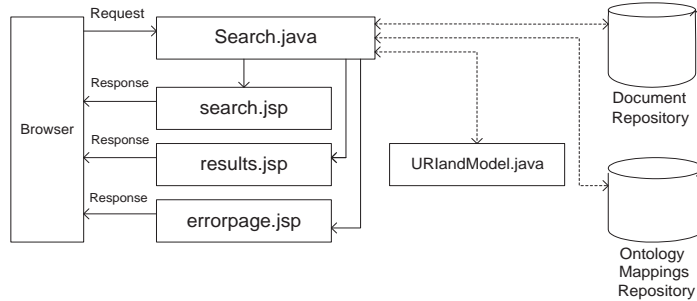 Request
Search.java
Browser
Response
search.jsp
Response
results.jsp
Response
errorpage.jsp
URIandModel.java
Document
Repository
Ontology
Mappings
Repository